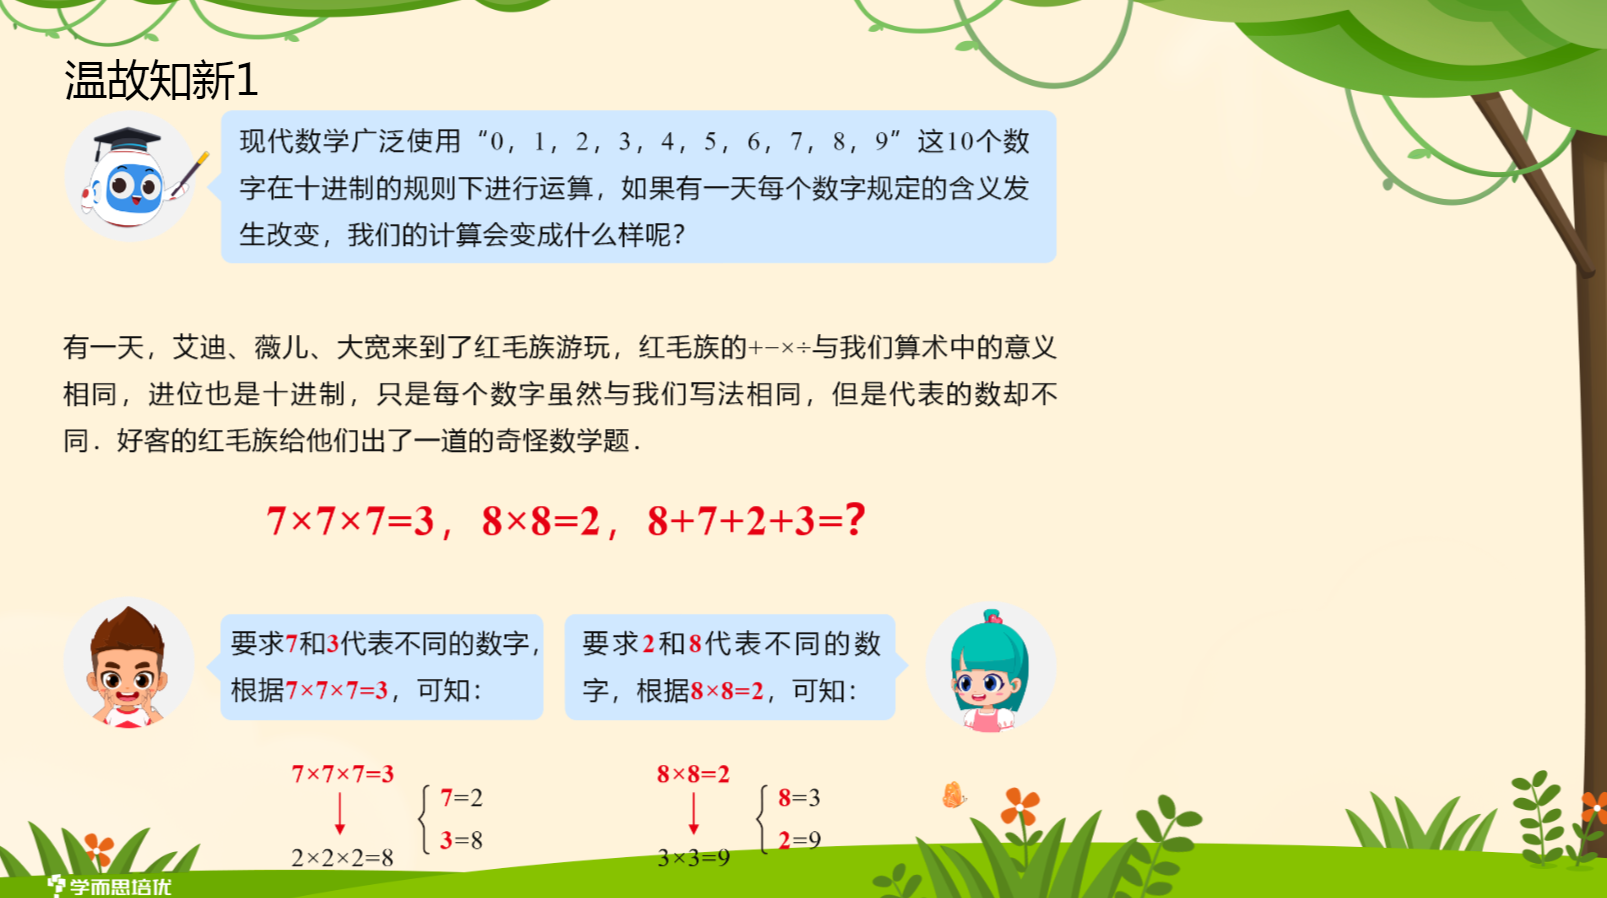 温故知新1
现代数学广泛使用“0，1，2，3，4，5，6，7，8，9”这10个数
字在十进制的规则下进行运算，如果有一天每个数字规定的含义发
生改变，我们的计算会变成什么样呢？
有一天，艾迪、薇儿、大宽来到了红毛族游玩，红毛族的+−×÷与我们算术中的意义
相同，进位也是十进制，只是每个数字虽然与我们写法相同，但是代表的数却不
同．好客的红毛族给他们出了一道的奇怪数学题．
7×7×7=3，8×8=2，8+7+2+3=?
要求7和3代表不同的数字，
根据7×7×7=3，可知：
要求2和8代表不同的数
字，根据8×8=2，可知：
7×7×7=3
7=2
3=8
2×2×2=8
8×8=2
8=3
2=9
3×3=9
学而思培优